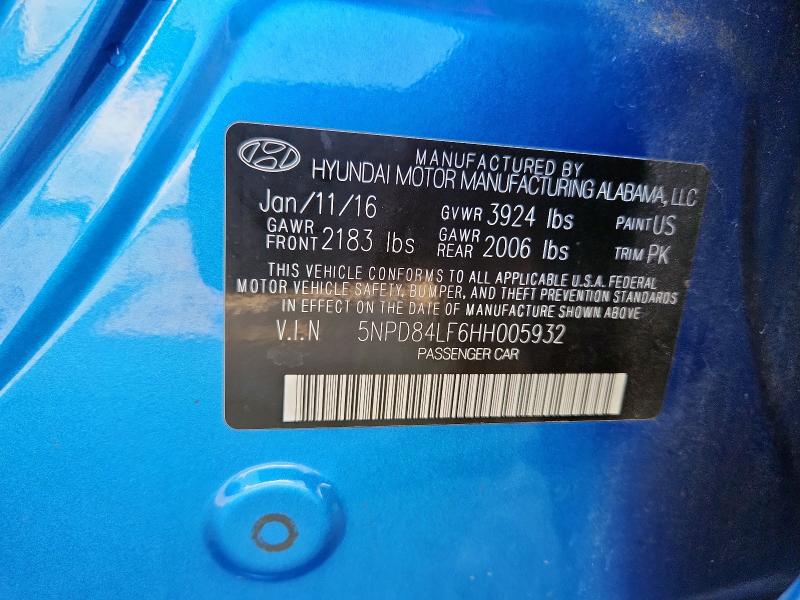 MANUFACTURED BY
HYUNDAI MOTOR MANUFACTURING ALABAMA, LLC
Jan/11/16 GVWR 3924 lbs PAINT US
GAWR FRONT 2183 lbs GAWR REAR 2006 lbs TRIM PK
THIS VEHICLE CONFORMS TO ALL APPLICABLE U.S.A. FEDERAL
MOTOR VEHICLE SAFETY, BUMPER, AND THEFT PREVENTION STANDARDS
IN EFFECT ON THE DATE OF MANUFACTURE SHOWN ABOVE.
V.I.N 5NPD84LF6HH005932
PASSENGER CAR